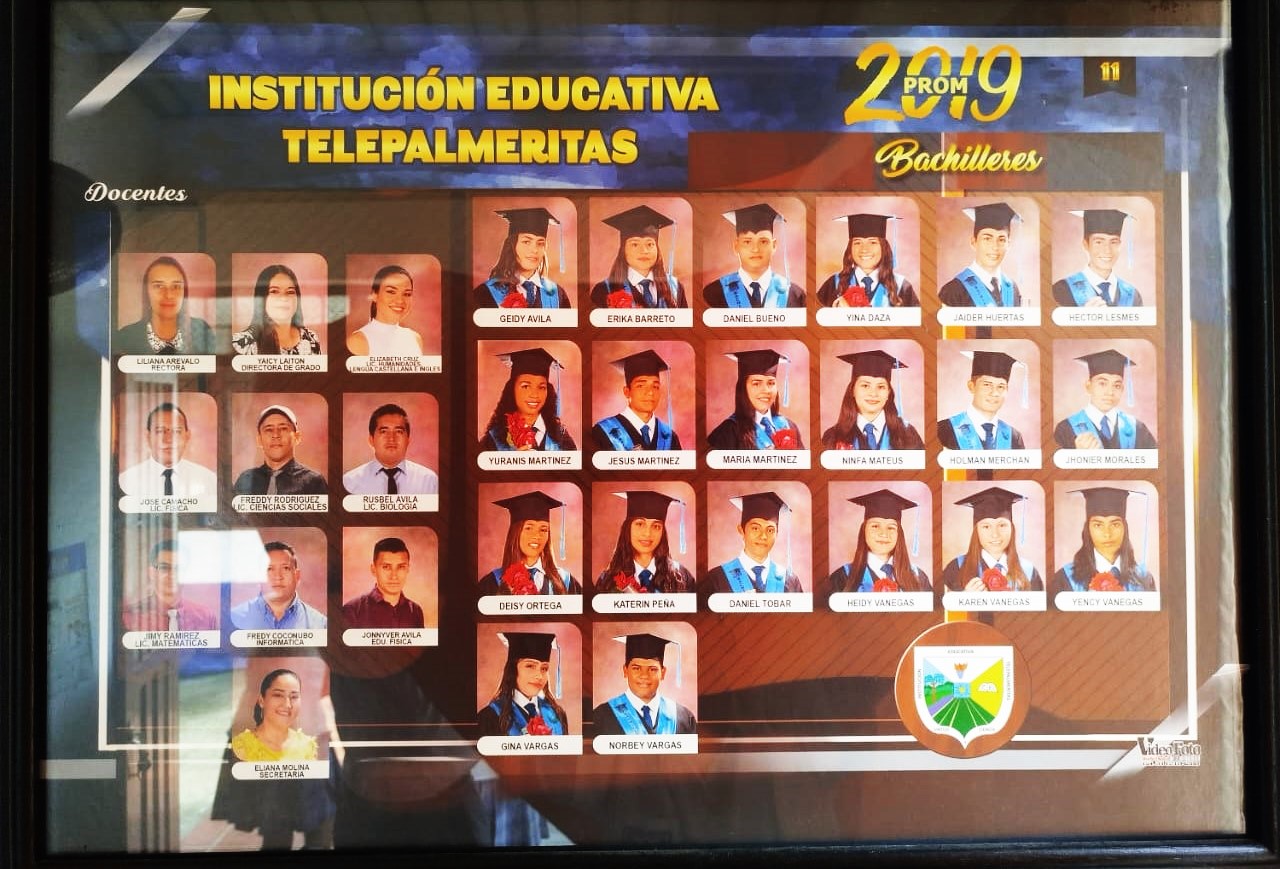 INSTITUCIÓN EDUCATIVA
TELEPALMERITAS
2019
PROM
11
Bachilleres
Docentes
GEIDY AVILA
ERIKA BARRETO
DANIEL BUENO
YINA DAZA
JAIDER HUERTAS
HECTOR LESMES
LILIANA AREVALO
RECTORA
YAICY LAITON
DIRECTORA DE GRADO
ELIZABETH CRUZ
LIC. HUMANIDADES,
LENGUA CASTELLANA E INGLES
YURANIS MARTINEZ
JESUS MARTINEZ
MARIA MARTINEZ
NINFA MATEUS
HOLMAN MERCHAN
JHONIER MORALES
JOSE CAMACHO
LIC. FISICA
FREDDY RODRIGUEZ
LIC. CIENCIAS SOCIALES
RUSBEL AVILA
LIC. BIOLOGIA
DEISY ORTEGA
KATERIN PEÑA
DANIEL TOBAR
HEIDY VANEGAS
KAREN VANEGAS
YENCY VANEGAS
JIMY RAMIREZ
LIC. MATEMATICAS
FREDY COCONUBO
INFORMATICA
JONNYVER AVILA
EDU. FISICA
GINA VARGAS
NORBEY VARGAS
ELIANA MOLINA
SECRETARIA
EDUCATIVA
INSTITUCION
Video Foto